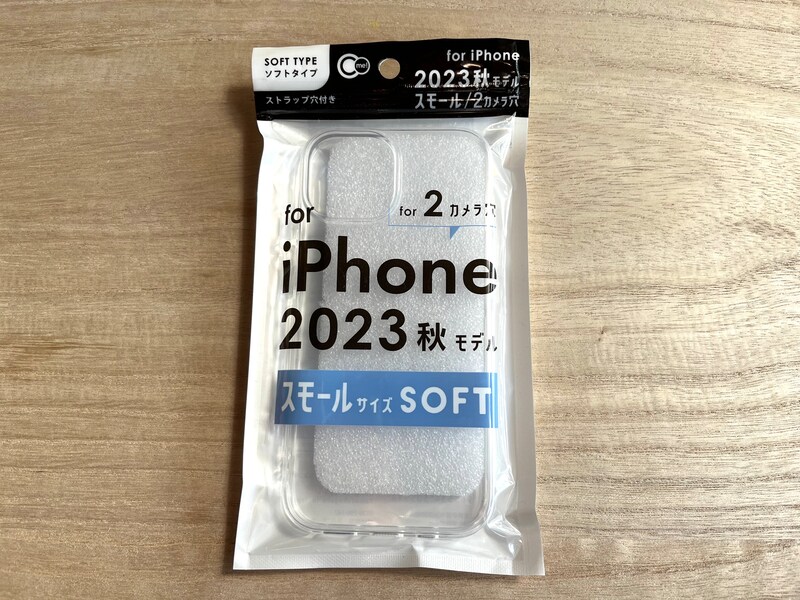 SOFT TYPE
ソフトタイプ
me!
ストラップ穴付き
for iPhone
2023秋モデル
スモール/2カメラ穴
for
for 2 カメラ穴
iPhone
2023 秋 モデル
スモールサイズ SOFT